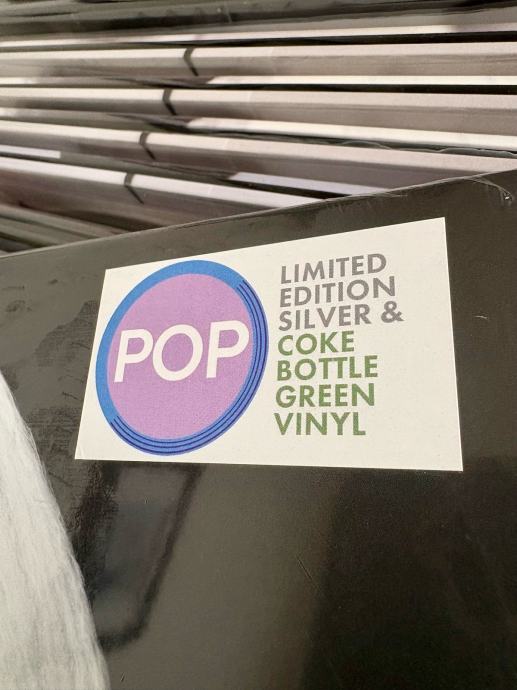 POP
LIMITED
EDITION
SILVER &
COKE
BOTTLE
GREEN
VINYL